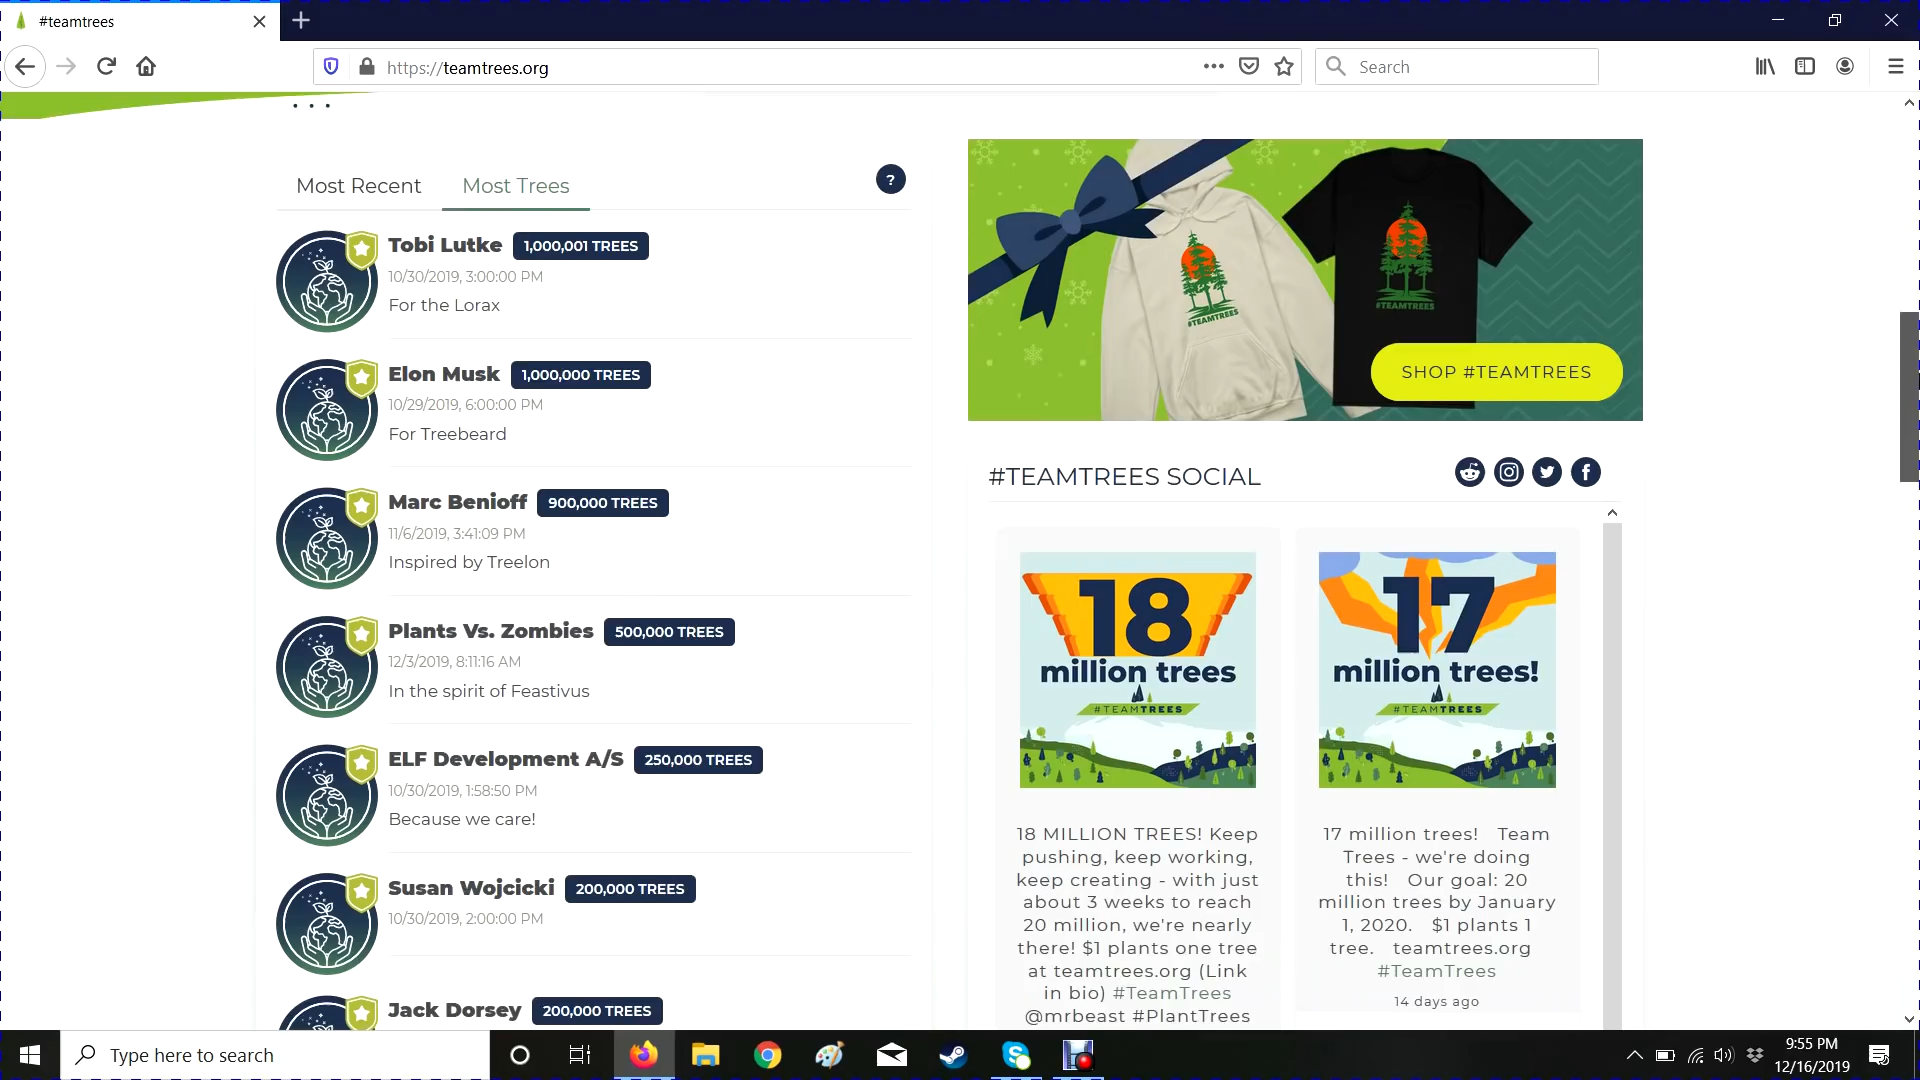 #teamtrees
https://teamtrees.org
Search
Most Recent
Most Trees
?
Tobi Lutke
1,000,001 TREES
10/30/2019, 3:00:00 PM
For the Lorax
Elon Musk
1,000,000 TREES
10/29/2019, 6:00:00 PM
For Treebeard
Marc Benioff
900,000 TREES
11/6/2019, 3:41:09 PM
Inspired by Treelon
Plants Vs. Zombies
500,000 TREES
12/3/2019, 8:11:16 AM
In the spirit of Feastivus
ELF Development A/S
250,000 TREES
10/30/2019, 1:58:50 PM
Because we care!
Susan Wojcicki
200,000 TREES
10/30/2019, 2:00:00 PM
Jack Dorsey
200,000 TREES
#TEAMTREES
#TEAMTREES
SHOP #TEAMTREES
#TEAMTREES SOCIAL
18
million trees
#TEAMTREES
18 MILLION TREES! Keep
pushing, keep working,
keep creating - with just
about 3 weeks to reach
20 million, we're nearly
there! $1 plants one tree
at teamtrees.org (Link
in bio) #TeamTrees
@mrbeast #PlantTrees
17
million trees!
#TEAMTREES
17 million trees! Team
Trees - we're doing
this! Our goal: 20
million trees by January
1, 2020. $1 plants 1
tree. teamtrees.org
#TeamTrees
14 days ago
Type here to search
9:55 PM
12/16/2019